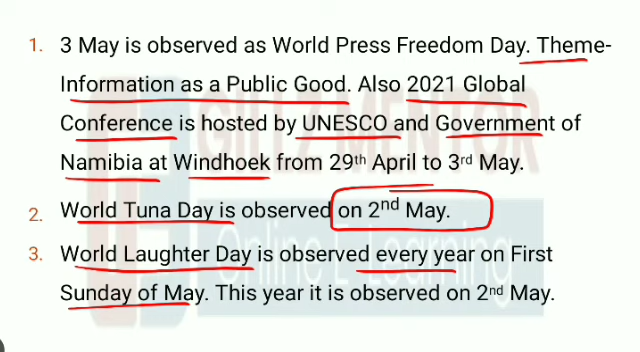 1. 3 May is observed as World Press Freedom Day. Theme-
Information as a Public Good. Also 2021 Global
Conference is hosted by UNESCO and Government of
Namibia at Windhoek from 29th April to 3rd May.
2. World Tuna Day is observed on 2nd May.
3. World Laughter Day is observed every year on First
Sunday of May. This year it is observed on 2nd May.
Online E Learning